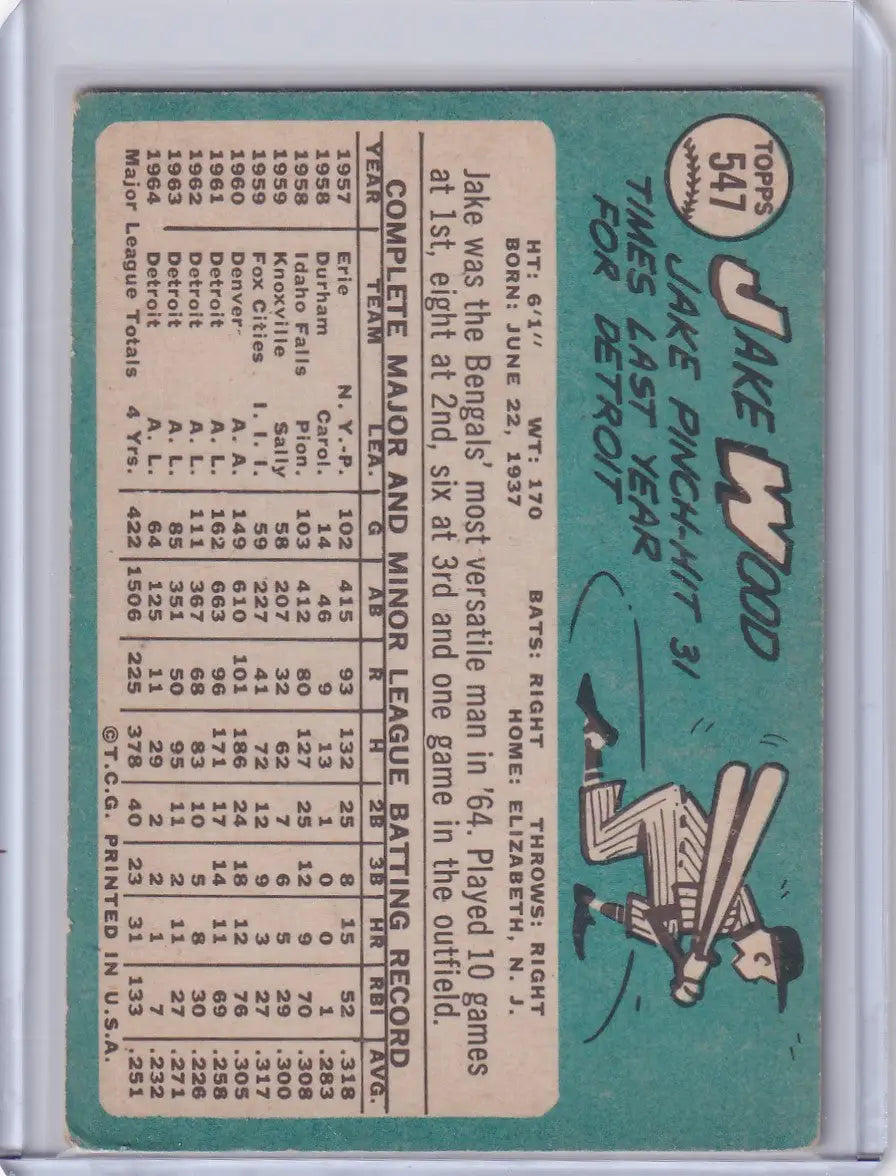 TOPPS
547
JAKE WOOD
JAKE PINCH-HIT 31
TIMES LAST YEAR
FOR DETROIT
HT: 6'1" WT: 170 BATS: RIGHT THROWS: RIGHT
BORN: JUNE 22, 1937 HOME: ELIZABETH, N. J.
Jake was the Bengals' most versatile man in '64. Played 10 games
at 1st, eight at 2nd, six at 3rd and one game in the outfield.
COMPLETE MAJOR AND MINOR LEAGUE BATTING RECORD
YEAR TEAM LEA. G AB R H 2B 3B HR RBI AVG.
1957 Erie N. Y.-P. 102 415 93 132 25 8 15 52 .318
1958 Durham Carol. 14 46 9 13 1 0 0 1 .283
1958 Idaho Falls Pion. 103 412 80 127 25 12 9 70 .308
1959 Knoxville Sally 58 207 32 62 7 6 5 29 .300
1959 Fox Cities I. I. I. 59 227 41 72 12 9 3 27 .317
1960 Denver A. A. 149 610 101 186 24 18 12 76 .305
1961 Detroit A. L. 162 663 96 171 17 14 11 69 .258
1962 Detroit A. L. 111 367 68 83 10 5 8 30 .226
1963 Detroit A. L. 85 351 50 95 11 2 11 27 .271
1964 Detroit A. L. 64 125 11 29 2 2 1 7 .232
Major League Totals 4 Yrs. 422 1506 225 378 40 23 31 133 .251
©T.C.G. PRINTED IN U.S.A.